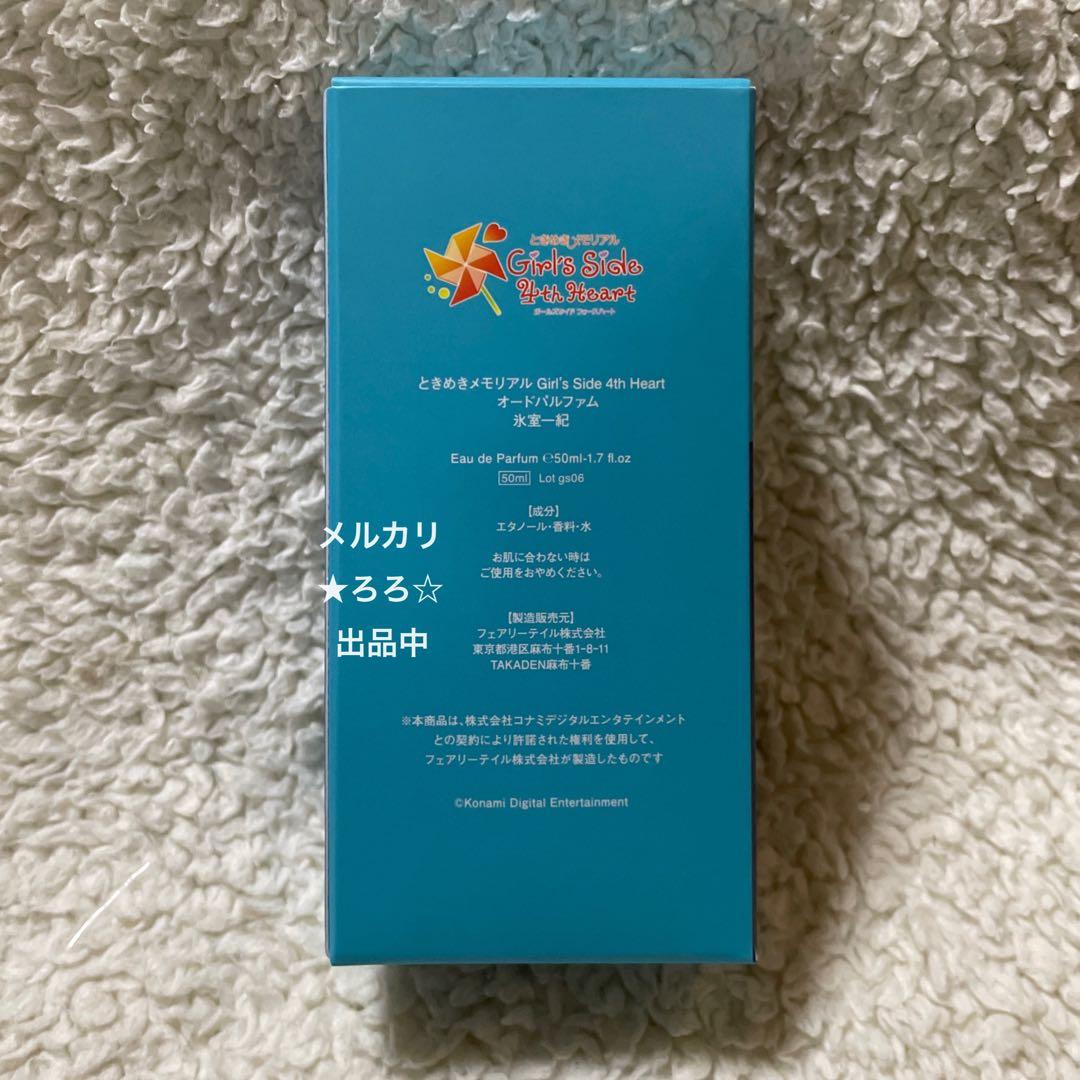 ときめきメモリアル
Girl's Side
4th Heart
ガールズサイド フォースハート
ときめきメモリアル Girl's Side 4th Heart
オードパルファム
氷室一紀
Eau de Parfum ℮50ml-1.7 fl.oz
50ml Lot gs06
【成分】
エタノール・香料・水
お肌に合わない時は
ご使用をおやめください。
【製造販売元】
フェアリーテイル株式会社
東京都港区麻布十番1-8-11
TAKADEN麻布十番
※本商品は、株式会社コナミデジタルエンタテインメント
との契約により許諾された権利を使用して、
フェアリーテイル株式会社が製造したものです
©Konami Digital Entertainment
メルカリ
★ろろ☆
出品中